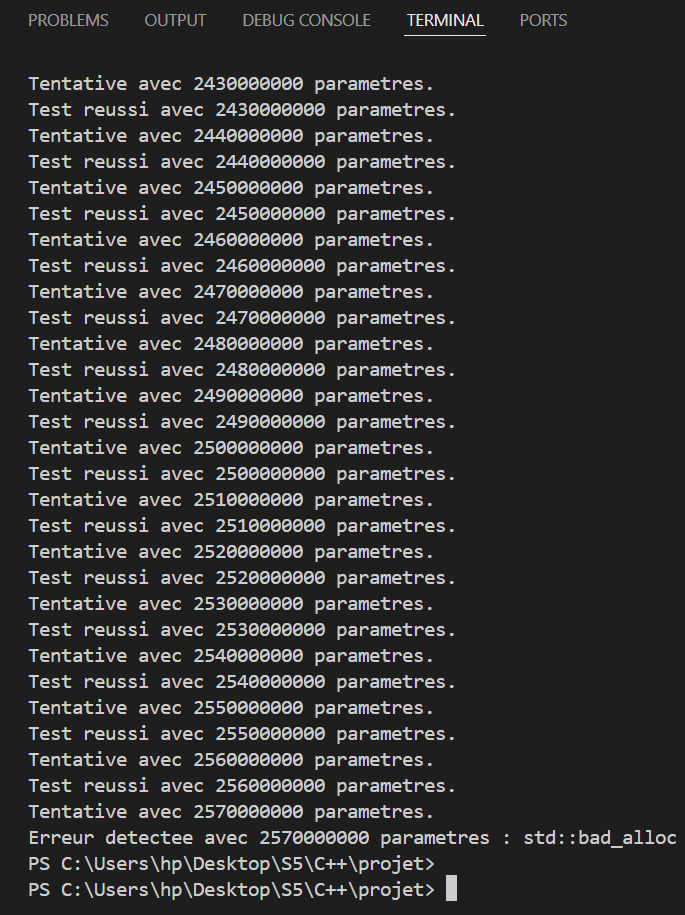 PROBLEMS OUTPUT DEBUG CONSOLE TERMINAL PORTS
Tentative avec 2430000000 parametres.
Test reussi avec 2430000000 parametres.
Tentative avec 2440000000 parametres.
Test reussi avec 2440000000 parametres.
Tentative avec 2450000000 parametres.
Test reussi avec 2450000000 parametres.
Tentative avec 2460000000 parametres.
Test reussi avec 2460000000 parametres.
Tentative avec 2470000000 parametres.
Test reussi avec 2470000000 parametres.
Tentative avec 2480000000 parametres.
Test reussi avec 2480000000 parametres.
Tentative avec 2490000000 parametres.
Test reussi avec 2490000000 parametres.
Tentative avec 2500000000 parametres.
Test reussi avec 2500000000 parametres.
Tentative avec 2510000000 parametres.
Test reussi avec 2510000000 parametres.
Tentative avec 2520000000 parametres.
Test reussi avec 2520000000 parametres.
Tentative avec 2530000000 parametres.
Test reussi avec 2530000000 parametres.
Tentative avec 2540000000 parametres.
Test reussi avec 2540000000 parametres.
Tentative avec 2550000000 parametres.
Test reussi avec 2550000000 parametres.
Tentative avec 2560000000 parametres.
Test reussi avec 2560000000 parametres.
Tentative avec 2570000000 parametres.
Erreur detectee avec 2570000000 parametres : std::bad_alloc
PS C:\Users\hp\Desktop\S5\C++\projet>
PS C:\Users\hp\Desktop\S5\C++\projet>